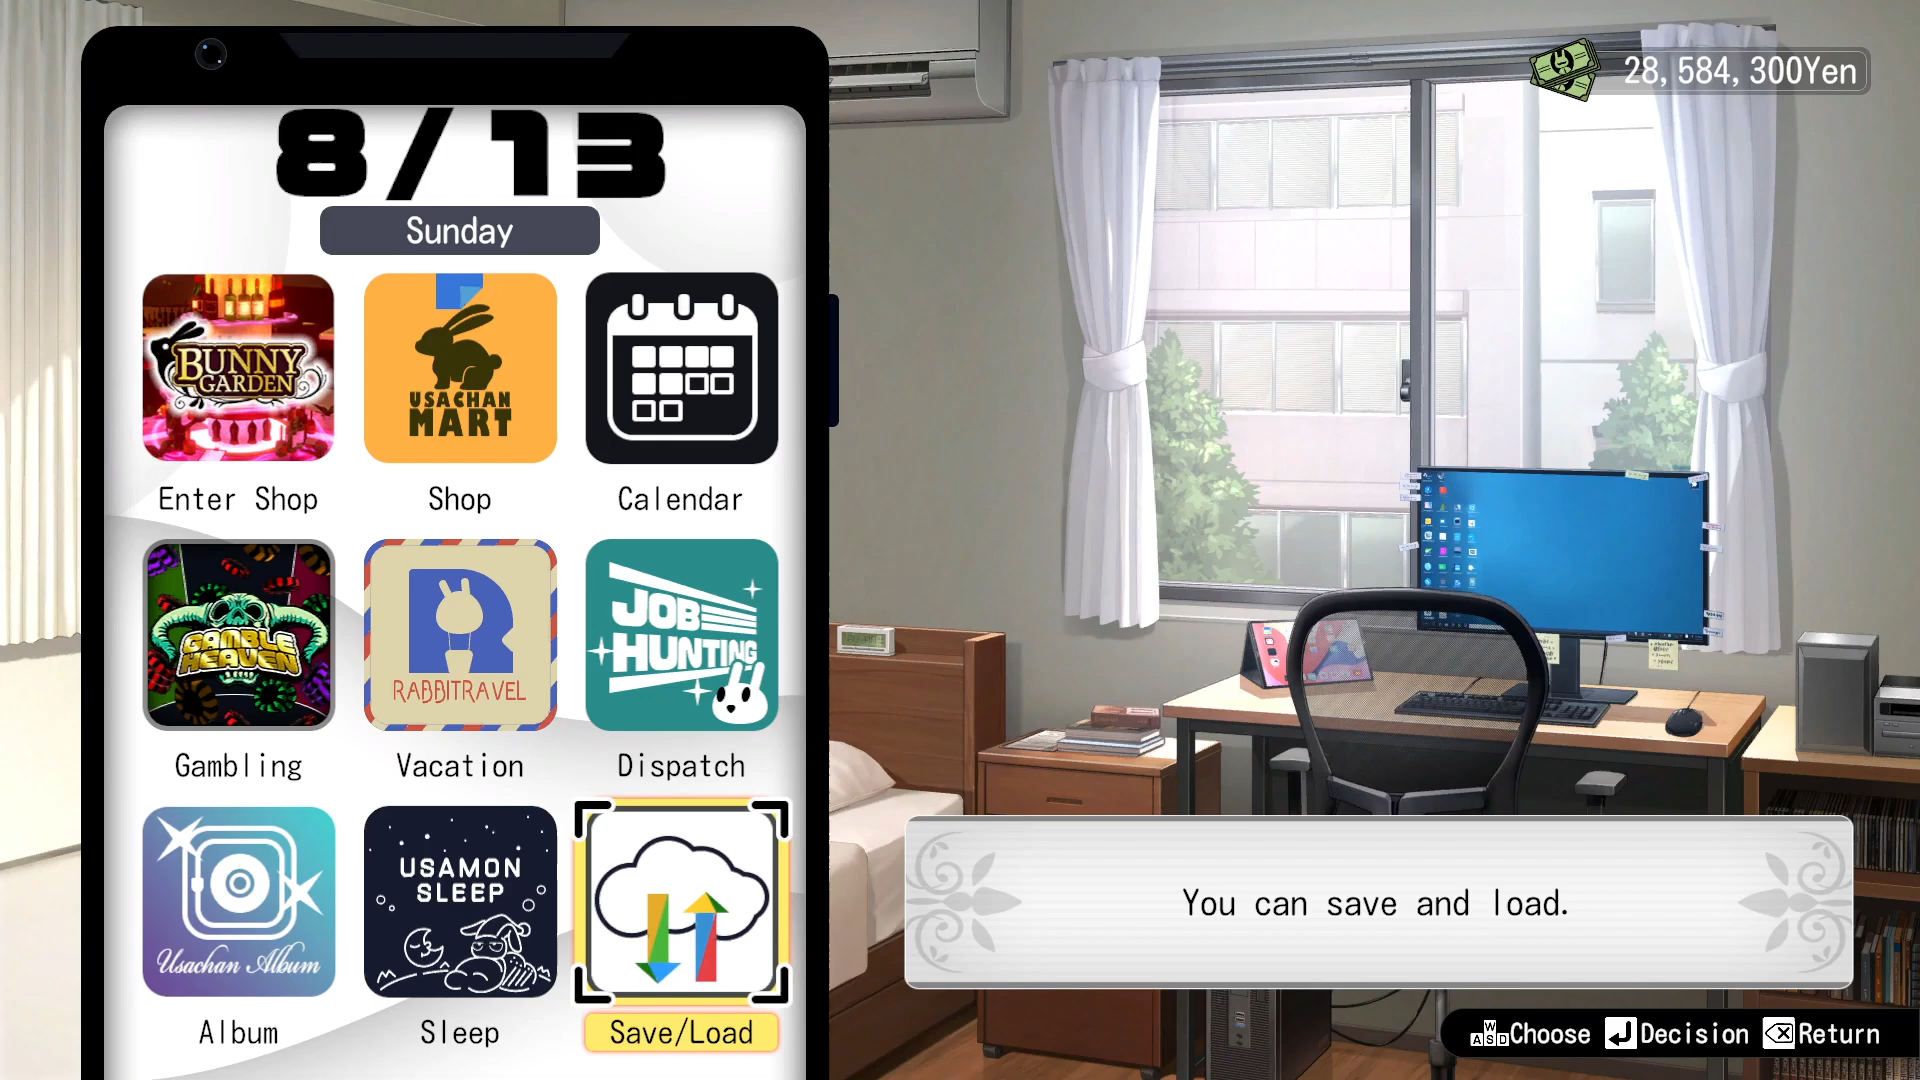 8/13
28,584,300Yen
Sunday
BUNNY
GARDEN
USACHAN
MART
Enter Shop
Shop
Calendar
GAMBLE
HEAVEN
RABBITRAVEL
JOB
HUNTING
Gambling
Vacation
Dispatch
Usachan Album
USAMON
SLEEP
Album
Sleep
Save/Load
You can save and load.
W
ASD
Choose
Decision
Return